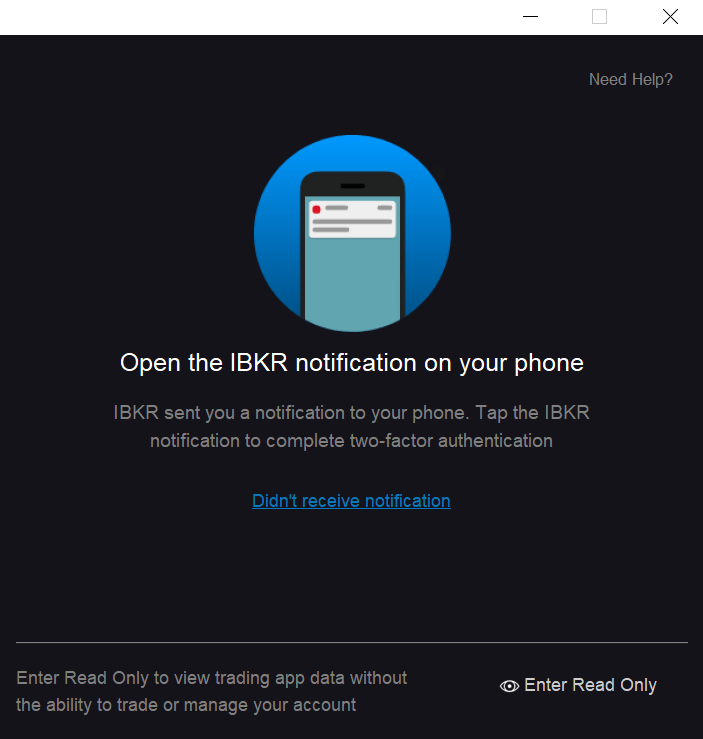 Need Help?
Open the IBKR notification on your phone
IBKR sent you a notification to your phone. Tap the IBKR
notification to complete two-factor authentication
Didn't receive notification
Enter Read Only to view trading app data without
the ability to trade or manage your account
Enter Read Only